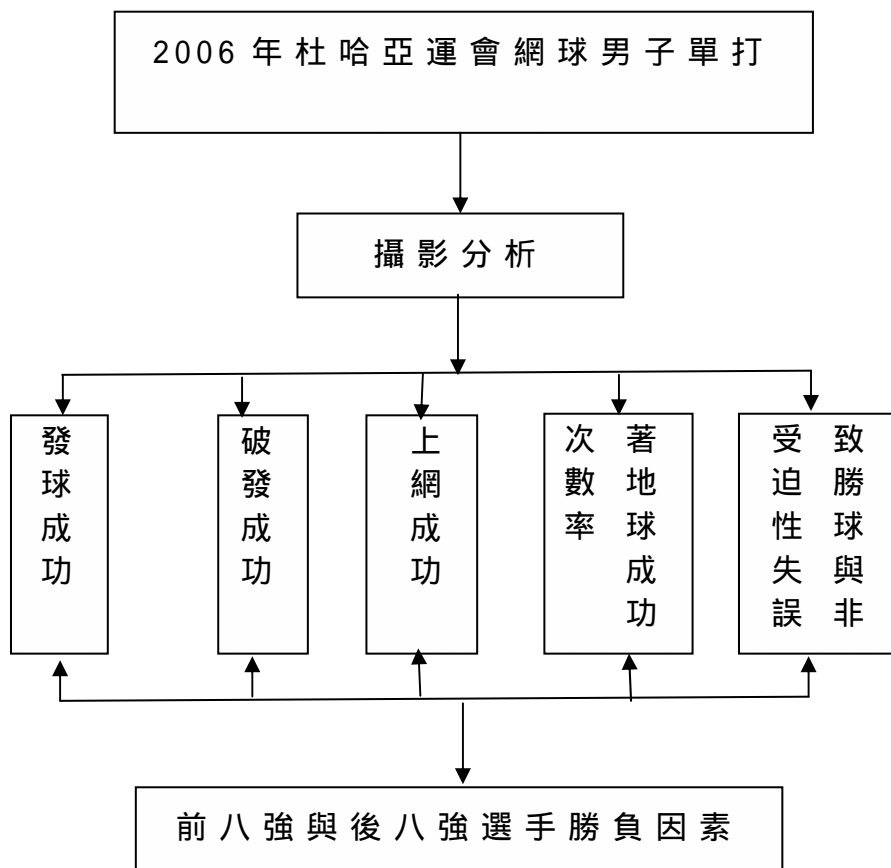 2006年杜哈亞運會網球男子單打
攝影分析
發球成功
破發成功
上網成功
著地球成功
次數率
致勝球與非
受迫性失誤
前八強與後八強選手勝負因素